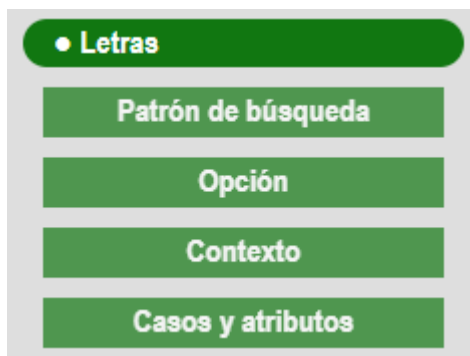 ● Letras
Patrón de búsqueda
Opción
Contexto
Casos y atributos